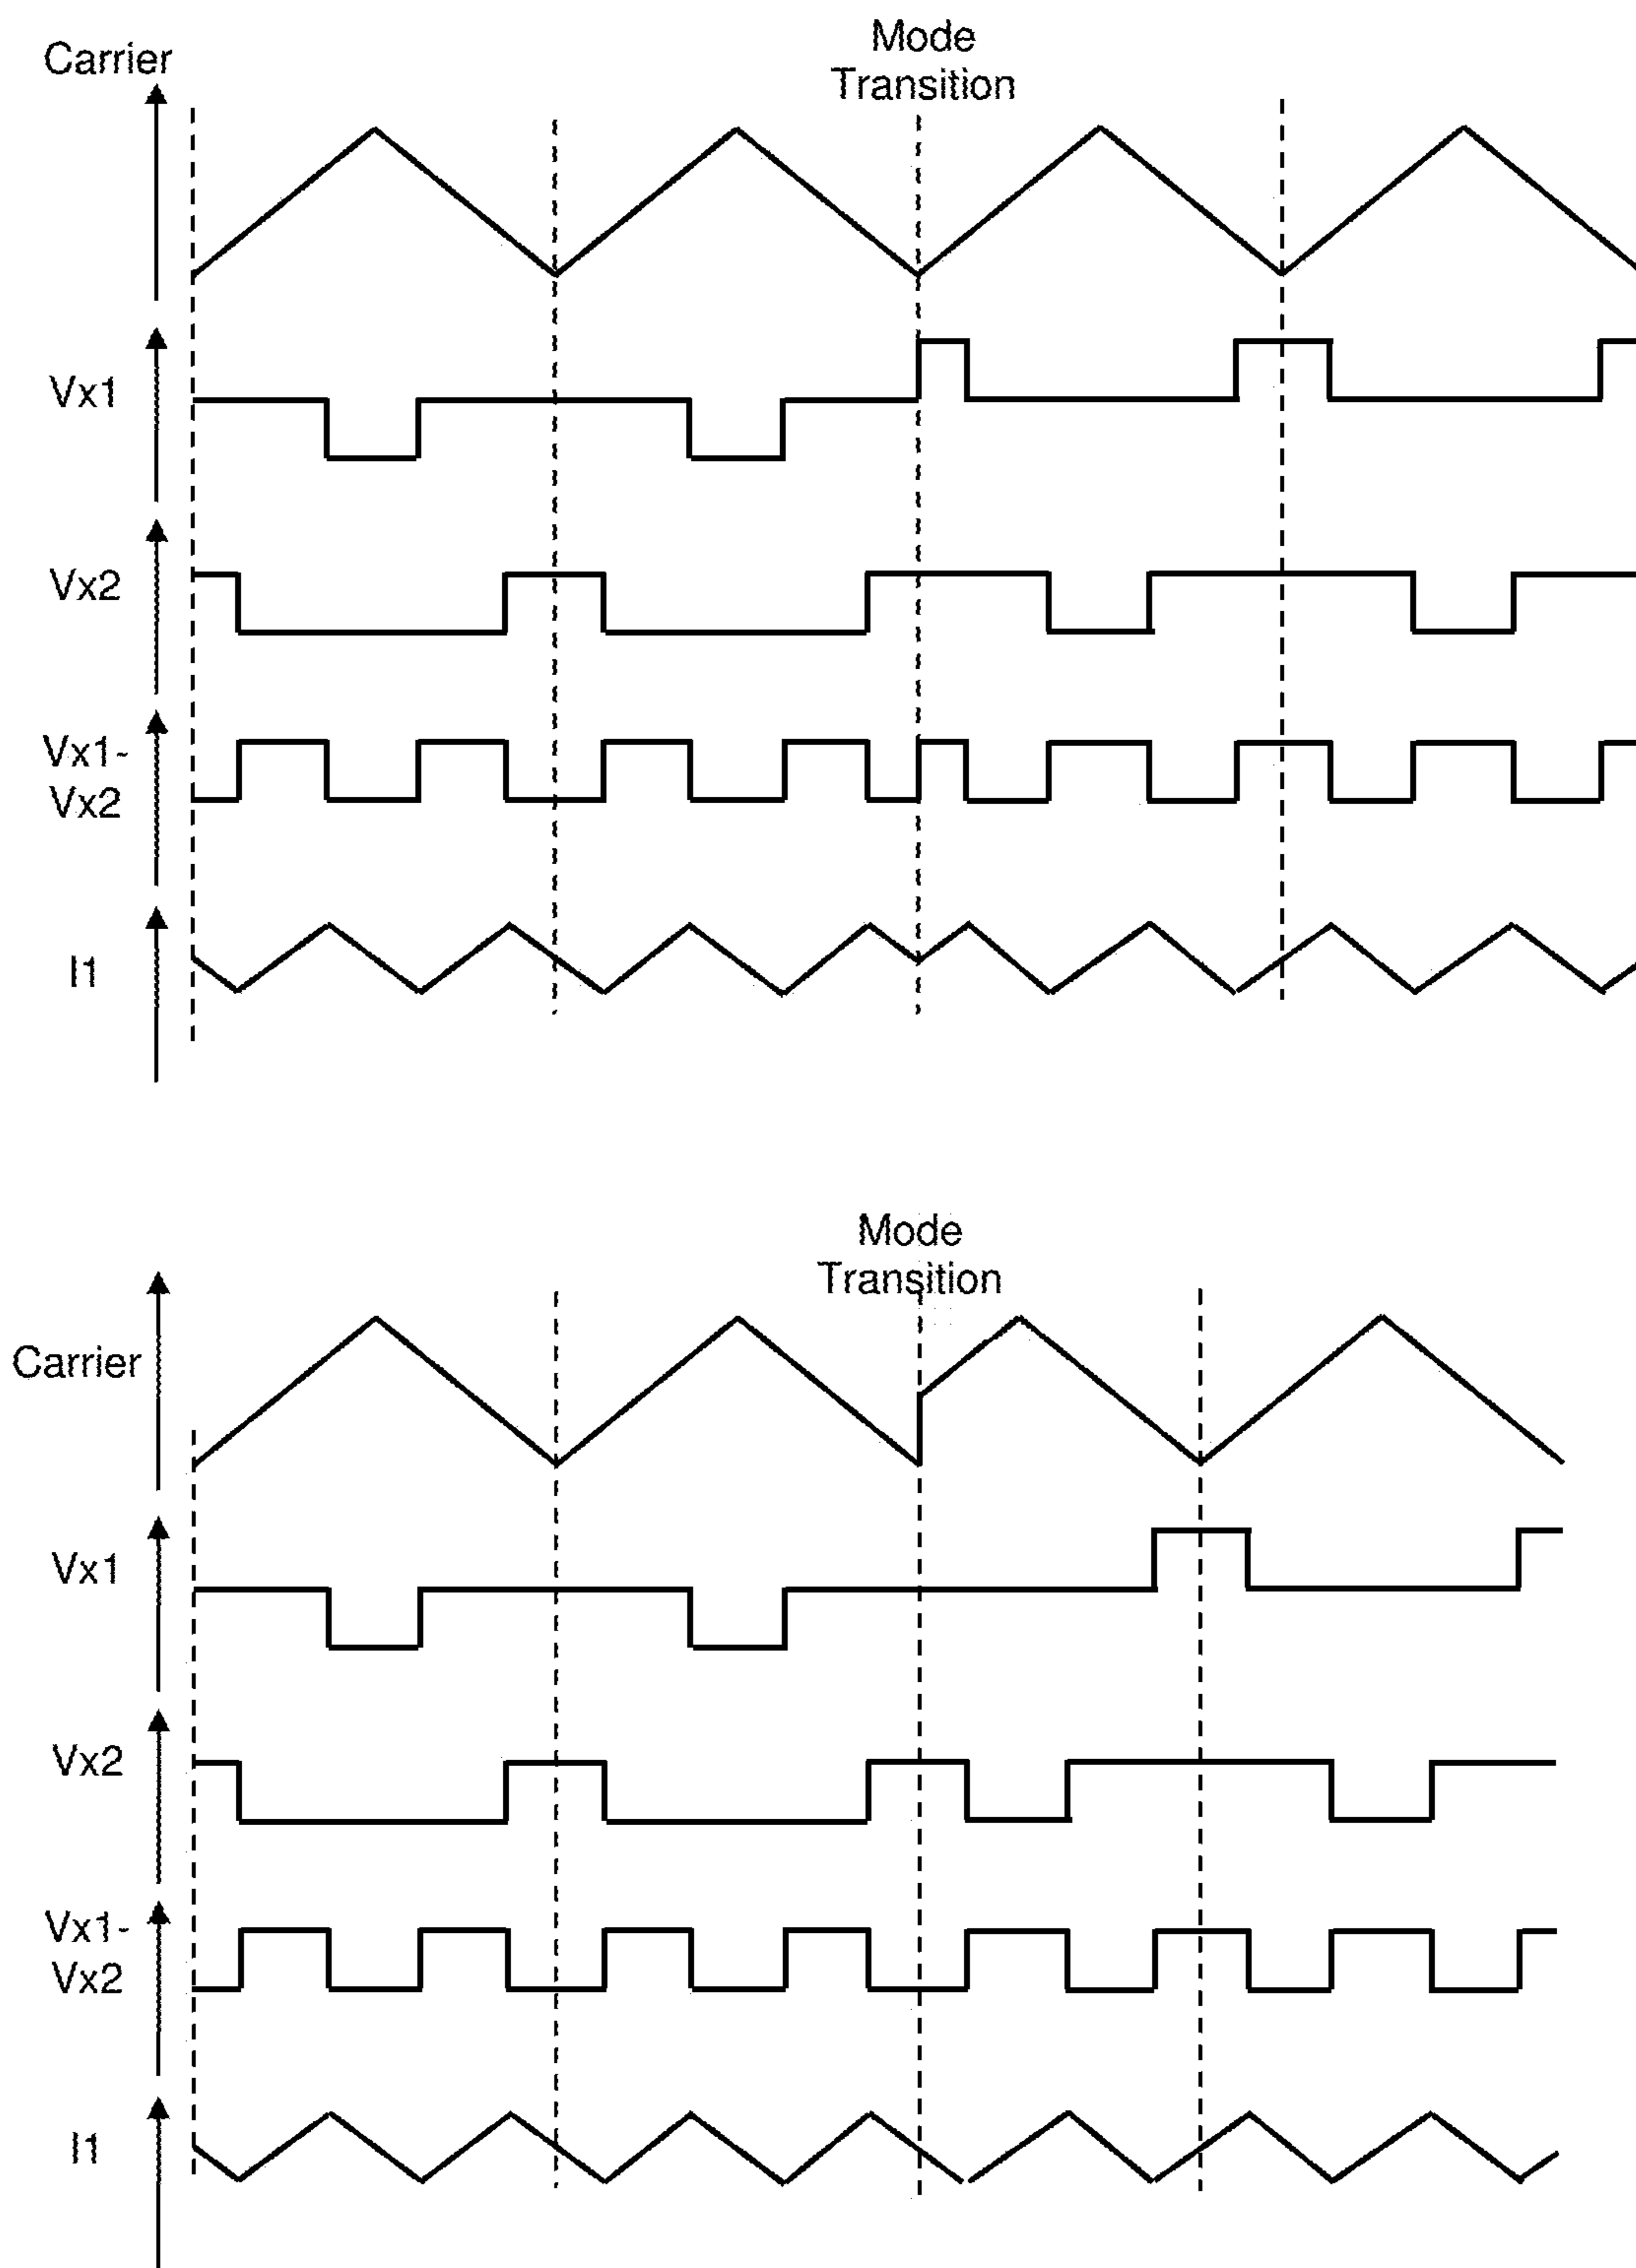 Mode
Transition
Carrier
Vx1
Vx2
Vx1-
Vx2
I1
Mode
Transition
Carrier
Vx1
Vx2
Vx1-
Vx2
I1